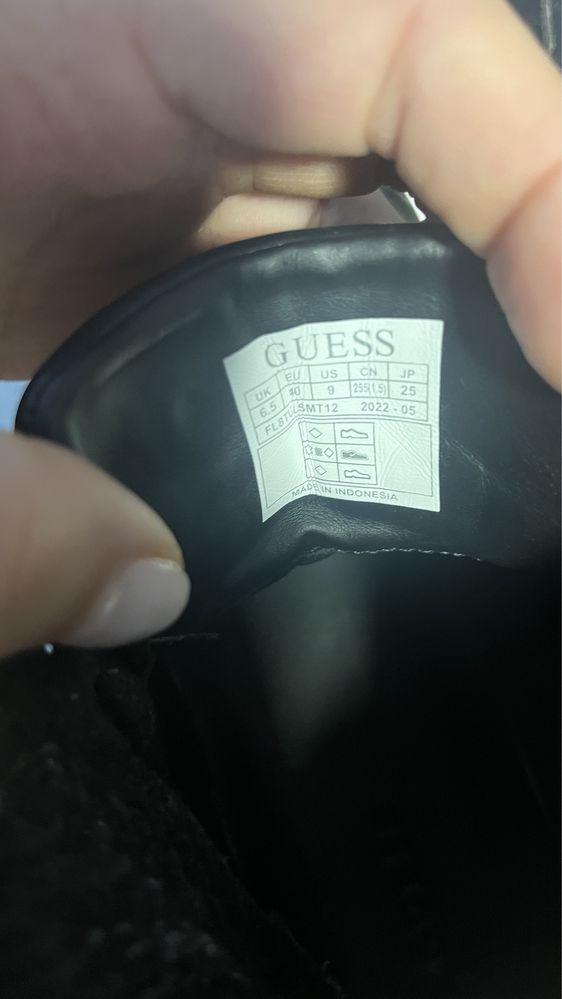 GUESS
UK EU US CN JP
6.5 40 9 255(1.5) 25
FL8TULSMT12 2022-05
MADE IN INDONESIA